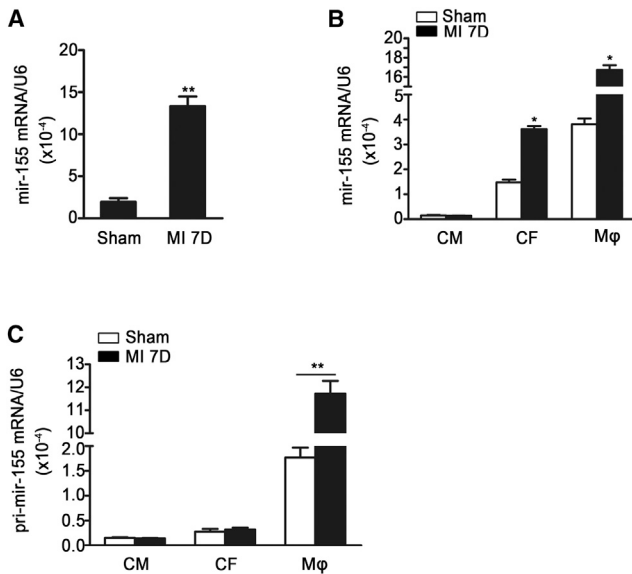 A
mir-155 mRNA/U6
(x10⁻⁴)
20
15
10
5
0
**
Sham
MI 7D
B
Sham
MI 7D
mir-155 mRNA/U6
(x10⁻⁴)
20
18
16
5
4
3
2
1
0
*
*
CM
CF
Mφ
C
Sham
MI 7D
pri-mir-155 mRNA/U6
(x10⁻⁴)
13
12
11
10
2.0
1.5
1.0
0.5
0.0
**
CM
CF
Mφ